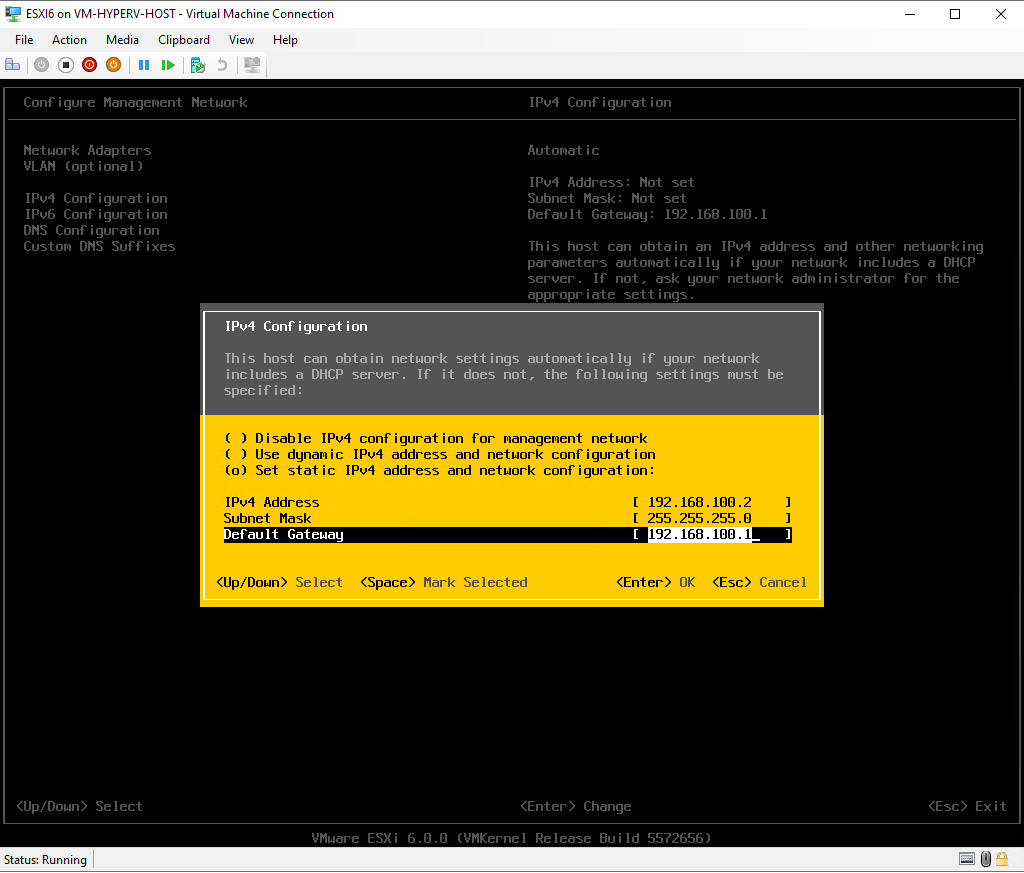 ESXI6 on VM-HYPERV-HOST - Virtual Machine Connection
File Action Media Clipboard View Help
Configure Management Network
IPv4 Configuration
Network Adapters
VLAN (optional)
IPv4 Configuration
IPv6 Configuration
DNS Configuration
Custom DNS Suffixes
Automatic
IPv4 Address: Not set
Subnet Mask: Not set
Default Gateway: 192.168.100.1
This host can obtain an IPv4 address and other networking
parameters automatically if your network includes a DHCP
server. If not, ask your network administrator for the
appropriate settings.
IPv4 Configuration
This host can obtain network settings automatically if your network
includes a DHCP server. If it does not, the following settings must be
specified:
( ) Disable IPv4 configuration for management network
( ) Use dynamic IPv4 address and network configuration
(o) Set static IPv4 address and network configuration:
IPv4 Address [ 192.168.100.2 ]
Subnet Mask [ 255.255.255.0 ]
Default Gateway [ 192.168.100.1_ ]
<Up/Down> Select <Space> Mark Selected <Enter> OK <Esc> Cancel
<Up/Down> Select <Enter> Change <Esc> Exit
VMware ESXi 6.0.0 (VMKernel Release Build 5572656)
Status: Running